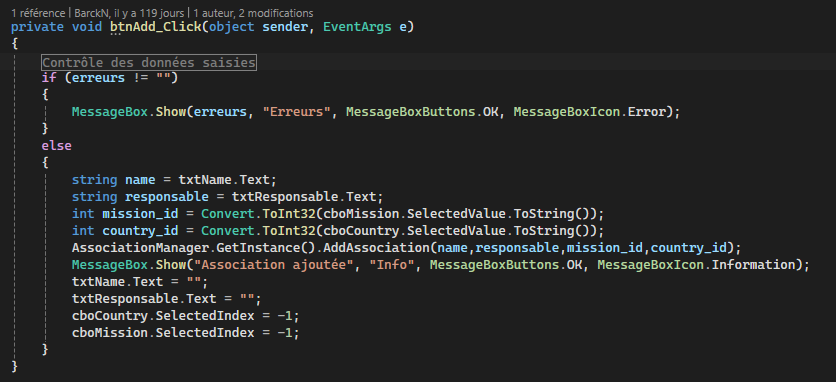 1 référence | BarckN, il y a 119 jours | 1 auteur, 2 modifications
private void btnAdd_Click(object sender, EventArgs e)
{
Contrôle des données saisies
if (erreurs != "")
{
MessageBox.Show(erreurs, "Erreurs", MessageBoxButtons.OK, MessageBoxIcon.Error);
}
else
{
string name = txtName.Text;
string responsable = txtResponsable.Text;
int mission_id = Convert.ToInt32(cboMission.SelectedValue.ToString());
int country_id = Convert.ToInt32(cboCountry.SelectedValue.ToString());
AssociationManager.GetInstance().AddAssociation(name,responsable,mission_id,country_id);
MessageBox.Show("Association ajoutée", "Info", MessageBoxButtons.OK, MessageBoxIcon.Information);
txtName.Text = "";
txtResponsable.Text = "";
cboCountry.SelectedIndex = -1;
cboMission.SelectedIndex = -1;
}
}